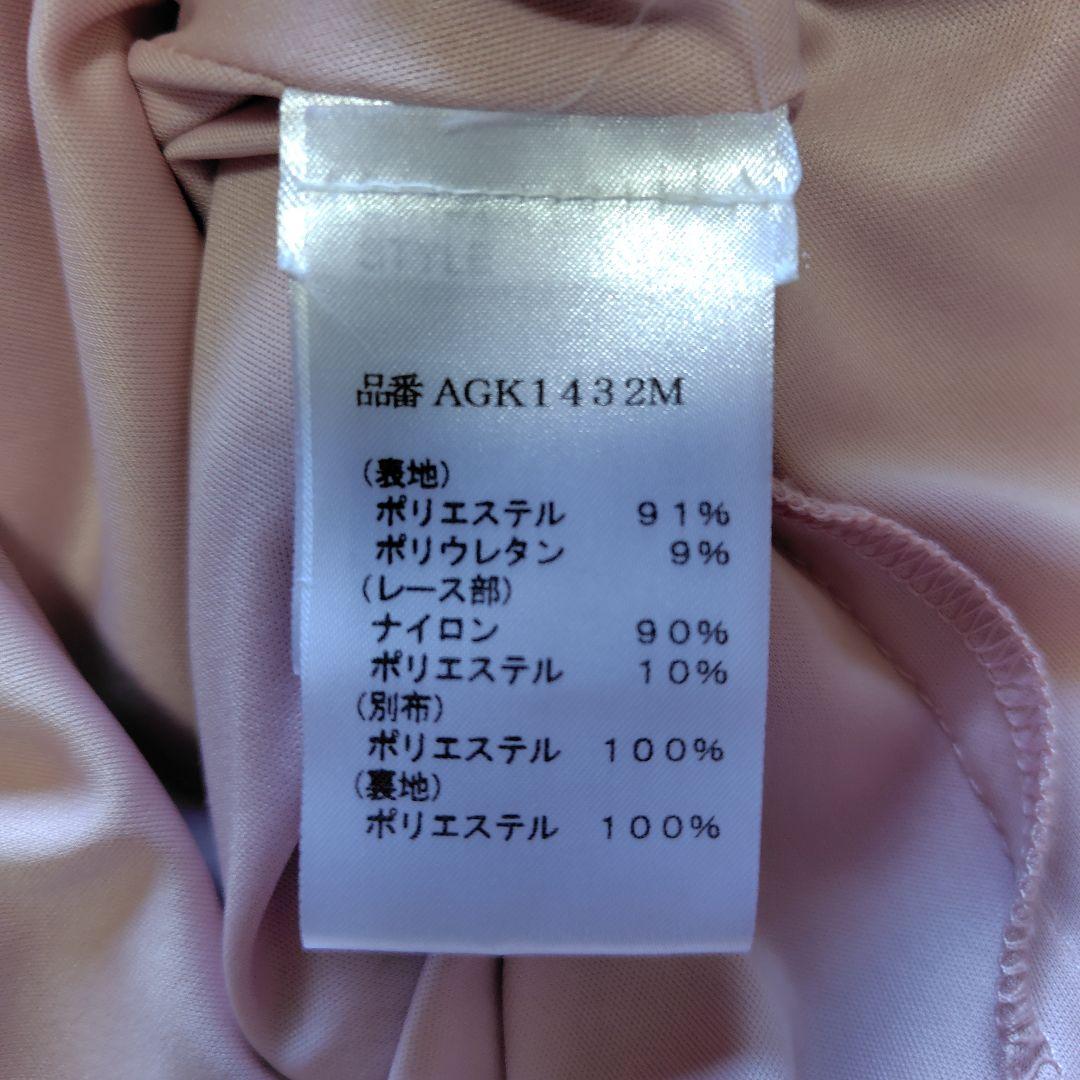 品番 AGK1432M
(裏地)
ポリエステル 91%
ポリウレタン 9%
(レース部)
ナイロン 90%
ポリエステル 10%
(別布)
ポリエステル 100%
(裏地)
ポリエステル 100%